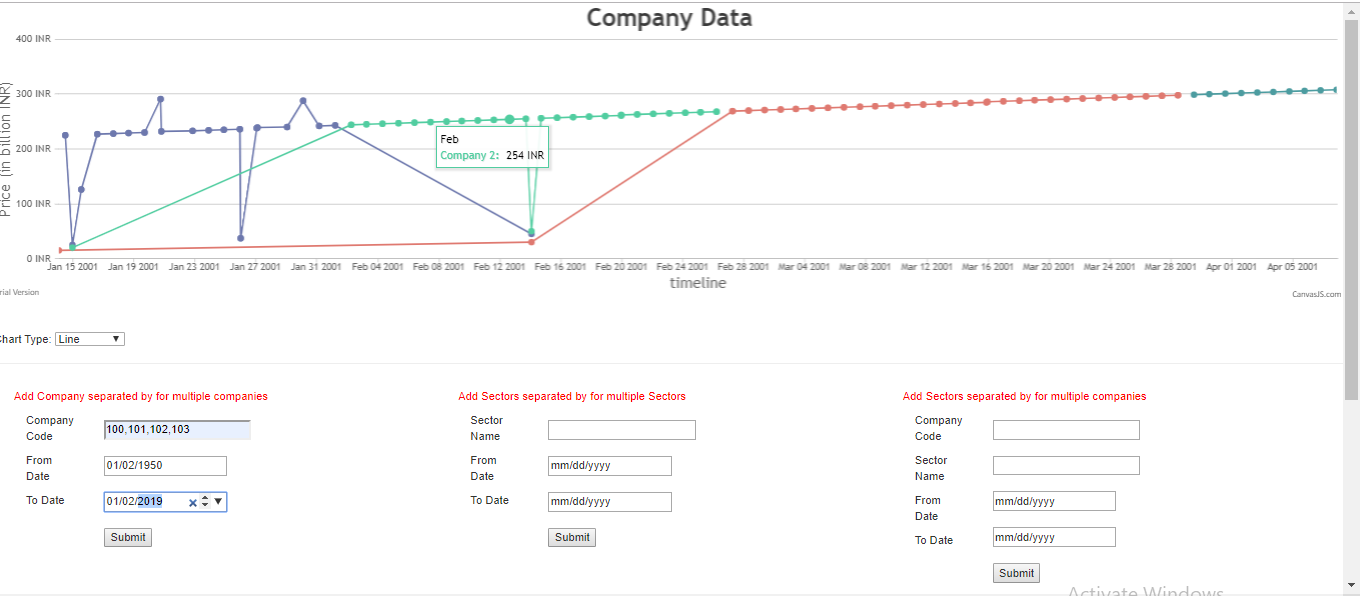 Company Data
400 INR
300 INR
200 INR
100 INR
0 INR
Price (in billion INR)
Feb
Company 2: 254 INR
Jan 15 2001 Jan 19 2001 Jan 23 2001 Jan 27 2001 Jan 31 2001 Feb 04 2001 Feb 08 2001 Feb 12 2001 Feb 16 2001 Feb 20 2001 Feb 24 2001 Feb 28 2001 Mar 04 2001 Mar 08 2001 Mar 12 2001 Mar 16 2001 Mar 20 2001 Mar 24 2001 Mar 28 2001 Apr 01 2001 Apr 05 2001
timeline
rial Version
CanvasJS.com
hart Type: Line
Add Company separated by for multiple companies
Company Code
100,101,102,103
From Date
01/02/1950
To Date
01/02/2019
Submit
Add Sectors separated by for multiple Sectors
Sector Name
From Date
mm/dd/yyyy
To Date
mm/dd/yyyy
Submit
Add Sectors separated by for multiple companies
Company Code
Sector Name
From Date
mm/dd/yyyy
To Date
mm/dd/yyyy
Submit
Activate Windows